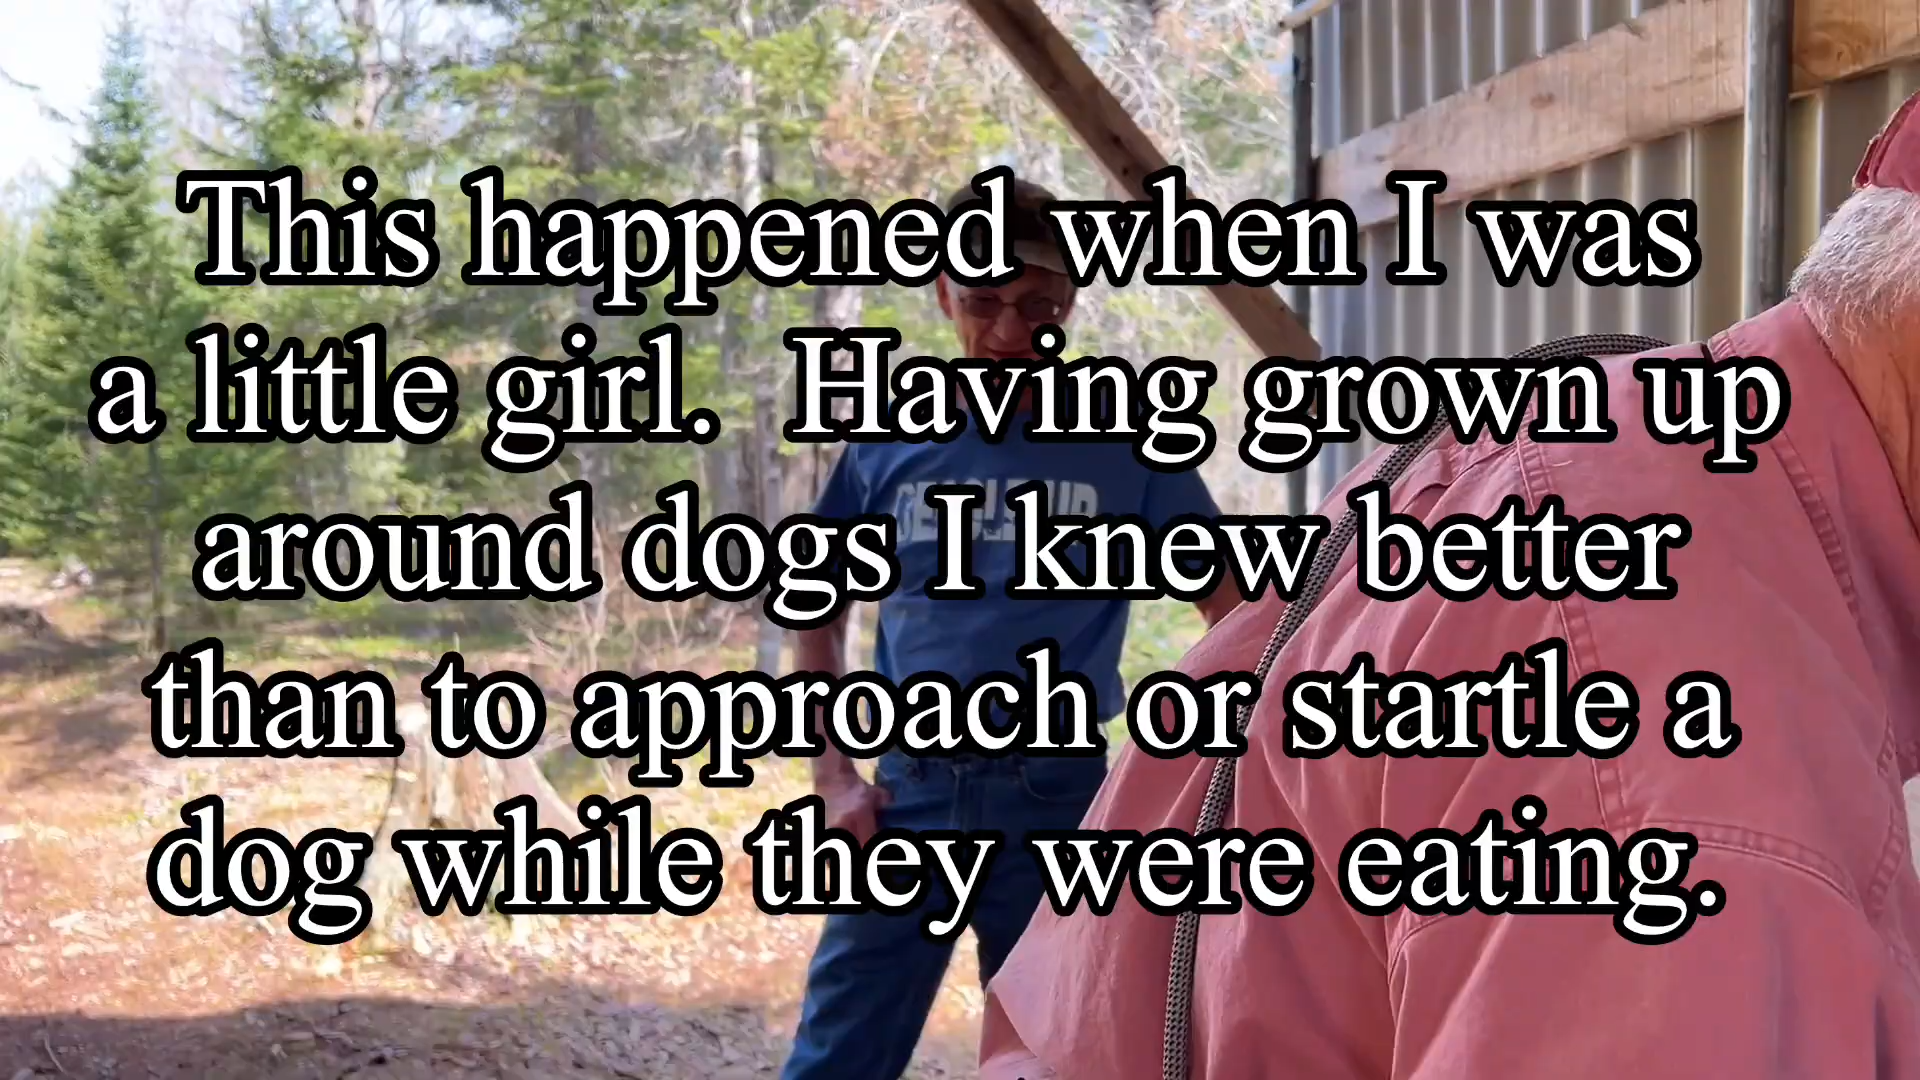 This happened when I was
a little girl.  Having grown up
around dogs I knew better
than to approach or startle a
dog while they were eating.